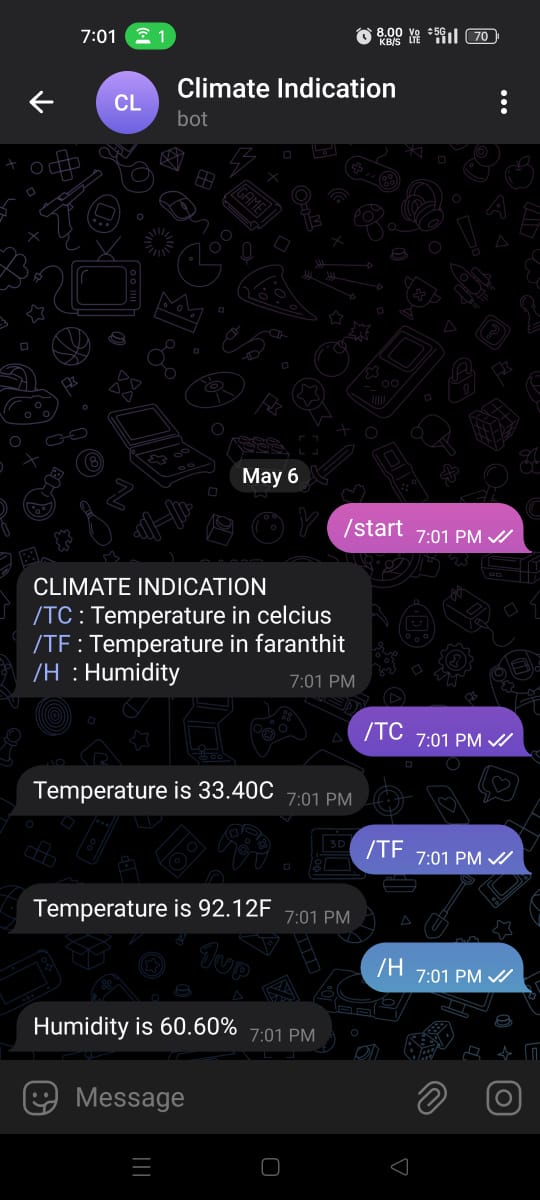 7:01 1 8.00 KB/S Vo LTE 5G 70
CL
Climate Indication
bot
May 6
/start 7:01 PM
CLIMATE INDICATION
/TC : Temperature in celcius
/TF : Temperature in faranthit
/H : Humidity 7:01 PM
/TC 7:01 PM
Temperature is 33.40C 7:01 PM
/TF 7:01 PM
Temperature is 92.12F 7:01 PM
/H 7:01 PM
Humidity is 60.60% 7:01 PM
Message
GAME
3D
1UP